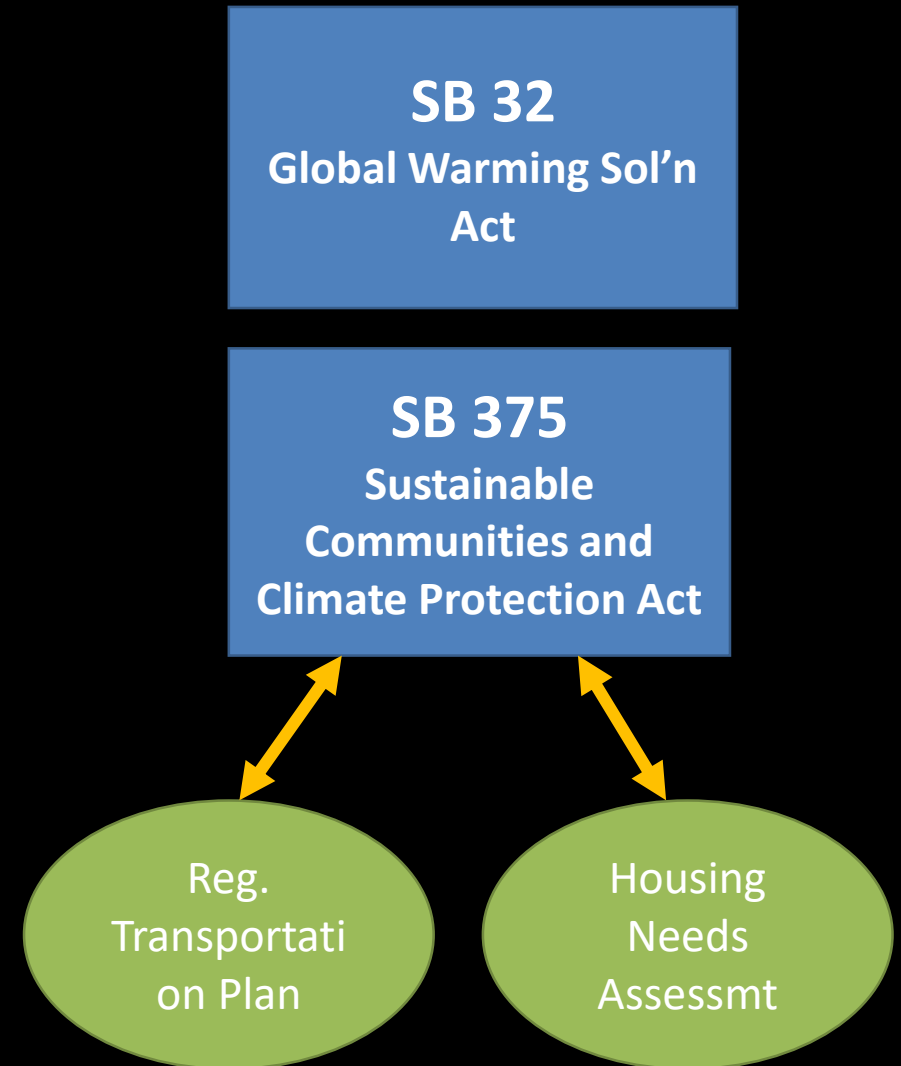 SB 32
Global Warming Sol’n
Act
SB 375
Sustainable
Communities and
Climate Protection Act
Reg.
Transportati
on Plan
Housing
Needs
Assessmt